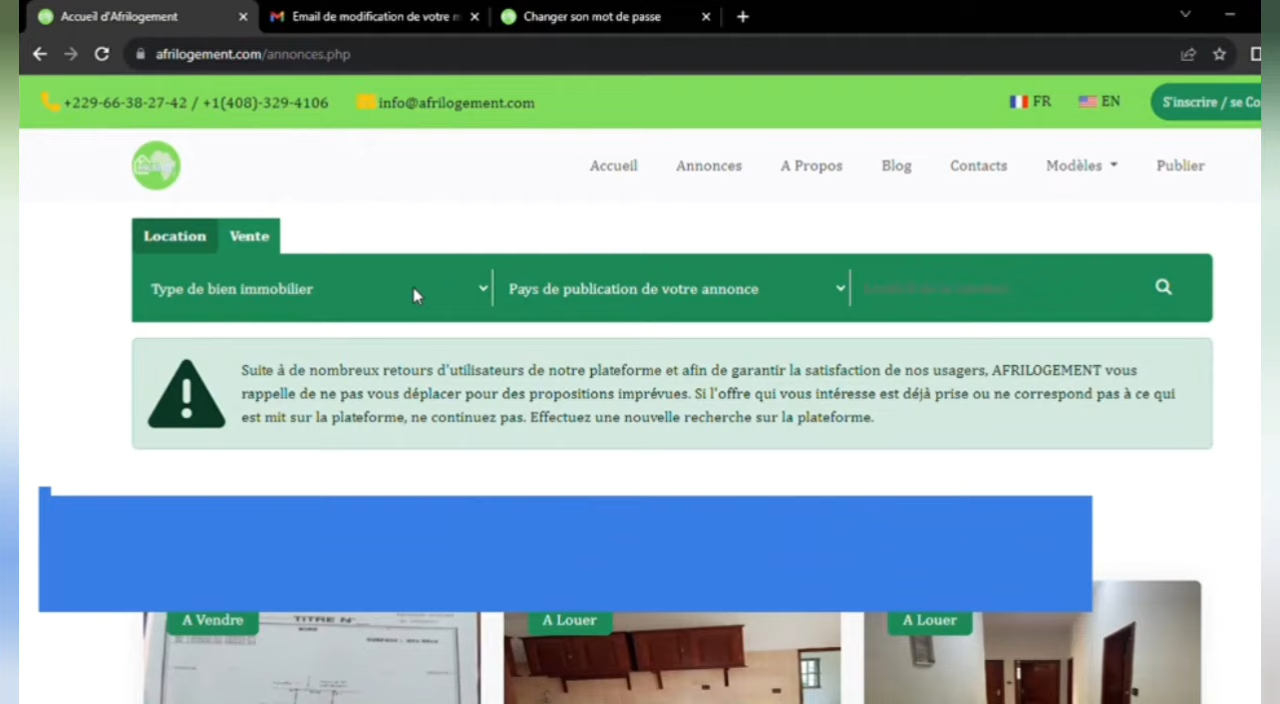 Accueil d'Afrilogement
Email de modification de votre m
Changer son mot de passe
afrilogement.com/annonces.php
+229-66-38-27-42 / +1(408)-329-4106
info@afrilogement.com
FR
EN
S'inscrire / se Co
Accueil
Annonces
A Propos
Blog
Contacts
Modèles
Publier
Location
Vente
Type de bien immobilier
Pays de publication de votre annonce
Suite à de nombreux retours d'utilisateurs de notre plateforme et afin de garantir la satisfaction de nos usagers, AFRILOGEMENT vous
rappelle de ne pas vous déplacer pour des propositions imprévues. Si l'offre qui vous intéresse est déjà prise ou ne correspond pas à ce qui
est mit sur la plateforme, ne continuez pas. Effectuez une nouvelle recherche sur la plateforme.
A Vendre
TITRE N°
A Louer
A Louer